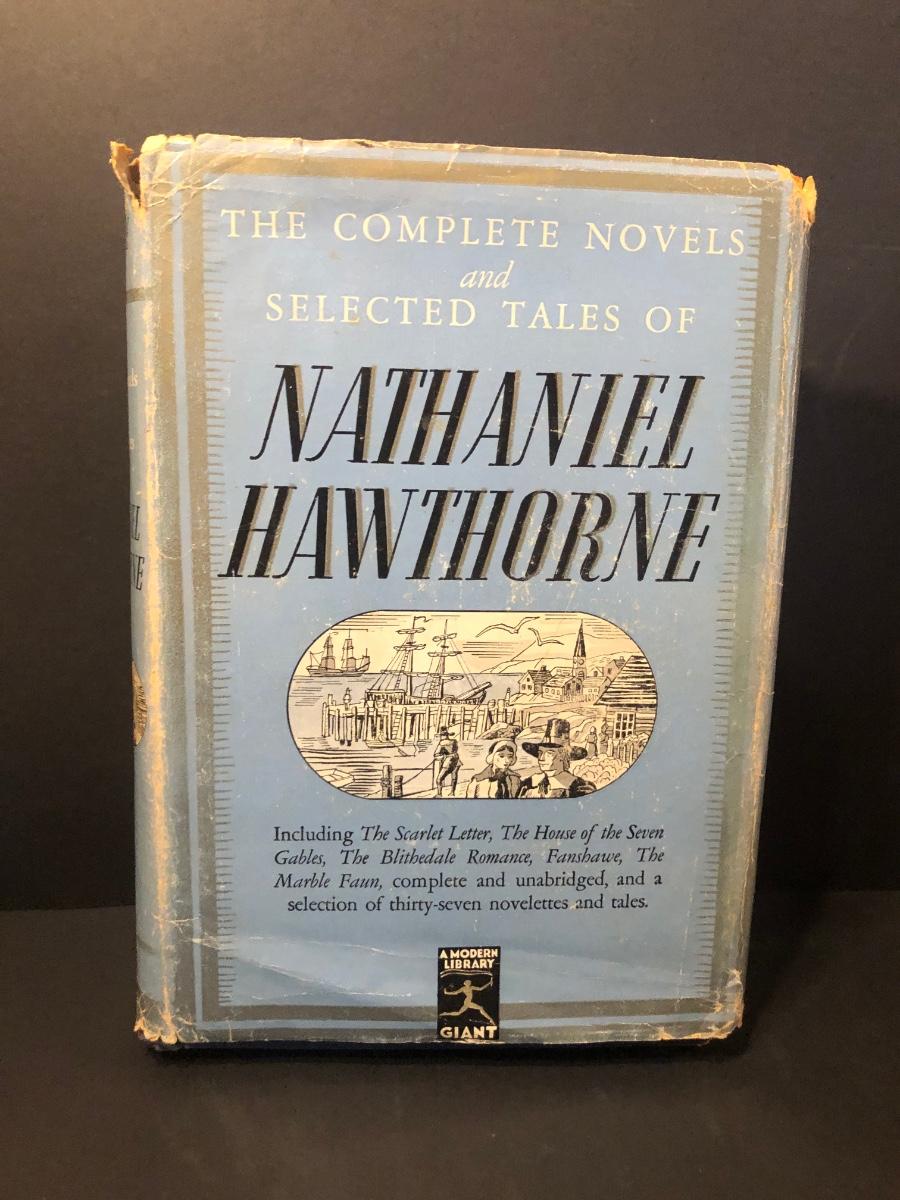 THE COMPLETE NOVELS
and
SELECTED TALES OF
NATHANIEL
HAWTHORNE
Including The Scarlet Letter, The House of the Seven
Gables, The Blithedale Romance, Fanshawe, The
Marble Faun, complete and unabridged, and a
selection of thirty-seven novelettes and tales.
A MODERN
LIBRARY
GIANT